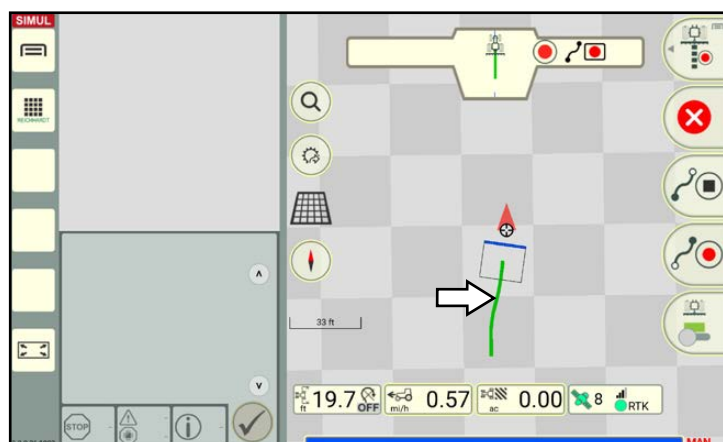 SIMUL
REICHHARDT
33 ft
19.7
ft
OFF
0.57
mi/h
0.00
ac
8
RTK
STOP
MAN